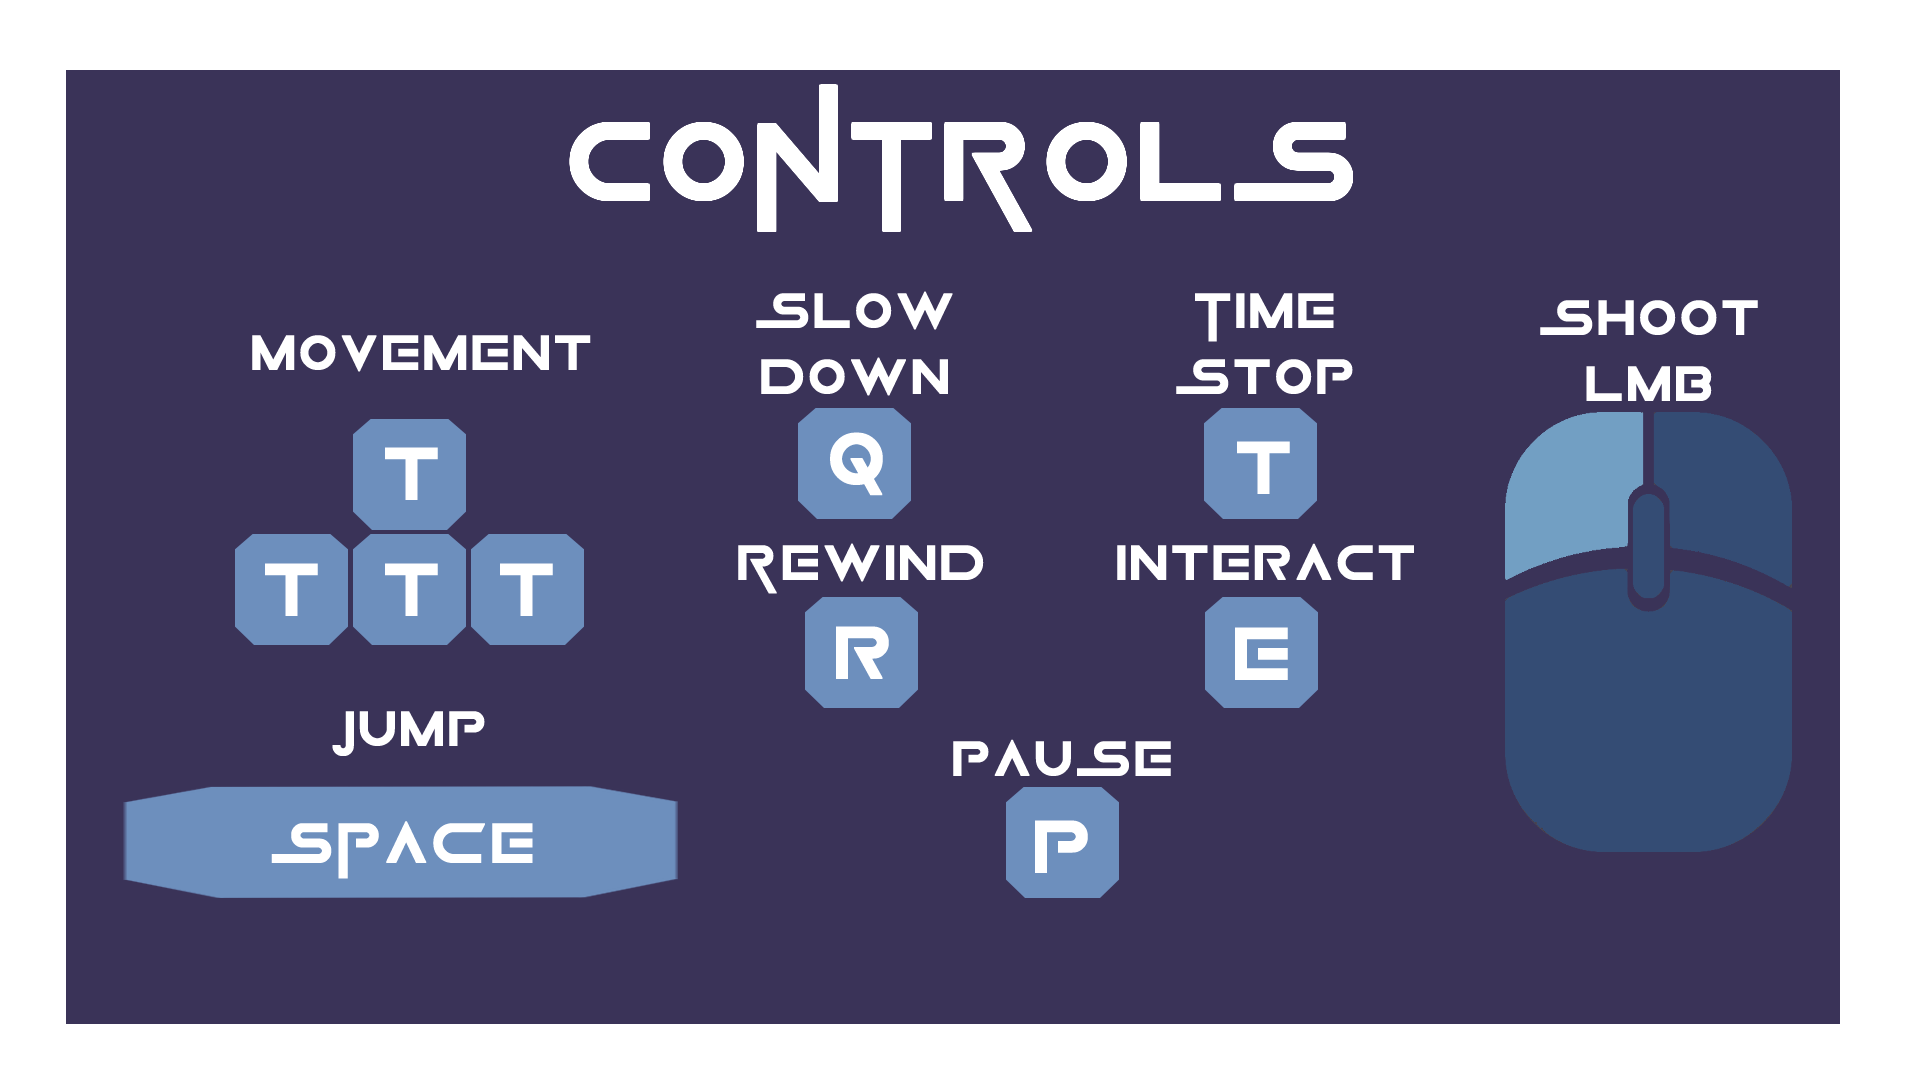 CONTROLS
MOVEMENT
T
T T T
JUMP
SPACE
SLOW
DOWN
Q
REWIND
R
TIME
STOP
T
INTERACT
E
PAUSE
P
SHOOT
LMB